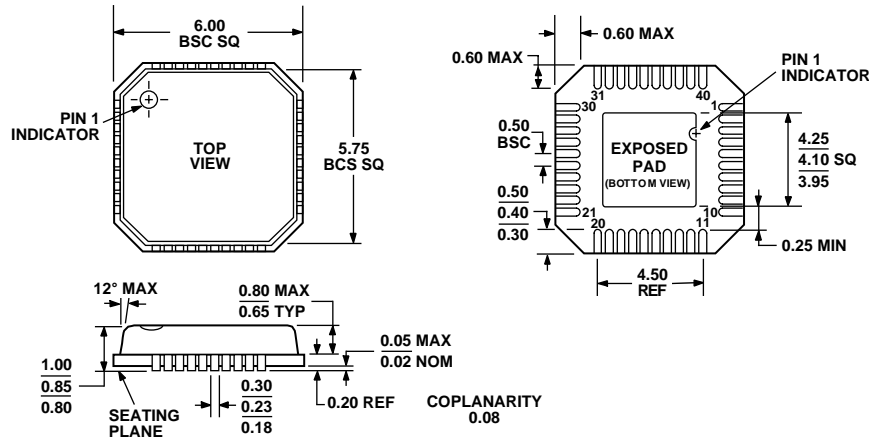 6.00
BSC SQ
PIN 1
INDICATOR
TOP
VIEW
5.75
BCS SQ
0.60 MAX
0.60 MAX
PIN 1
INDICATOR
31
40
30
1
0.50
BSC
EXPOSED
PAD
(BOTTOM VIEW)
4.25
4.10 SQ
3.95
0.50
0.40
0.30
21
20
10
11
0.25 MIN
4.50
REF
12° MAX
0.80 MAX
0.65 TYP
0.05 MAX
0.02 NOM
1.00
0.85
0.80
SEATING
PLANE
0.30
0.23
0.18
0.20 REF
COPLANARITY
0.08